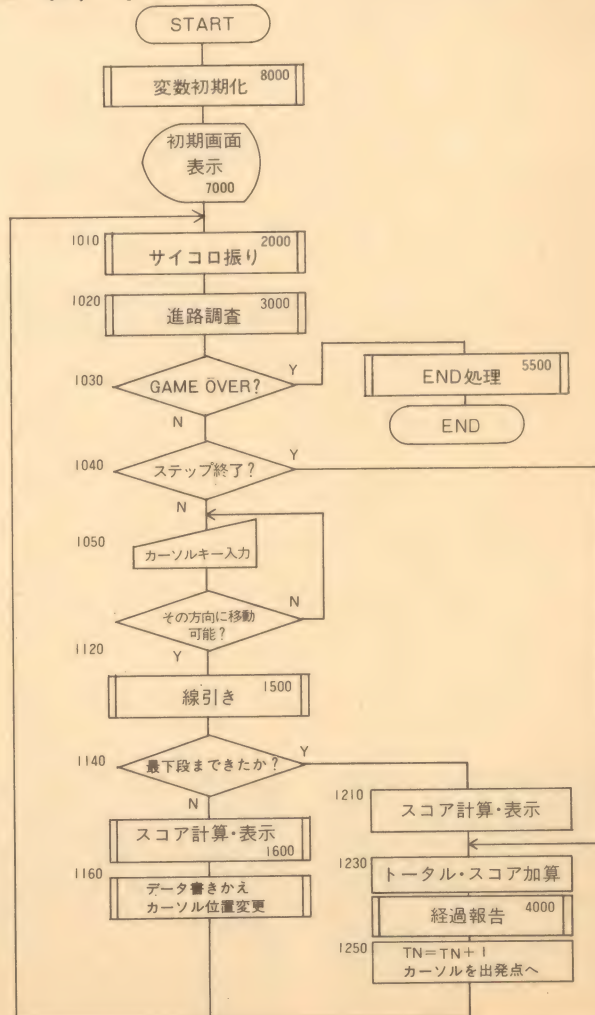 START
8000
変数初期化
初期画面
表示
7000
1010
2000
サイコロ振り
1020
3000
進路調査
1030
GAME OVER?
Y
N
5500
END処理
END
1040
ステップ終了?
Y
N
1050
カーソルキー入力
その方向に移動
可能?
N
1120
Y
1500
線引き
1140
最下段まできたか?
Y
N
スコア計算・表示
1600
1160
データ書きかえ
カーソル位置変更
1210
スコア計算・表示
1230
トータル・スコア加算
4000
経過報告
1250
TN=TN+1
カーソルを出発点へ